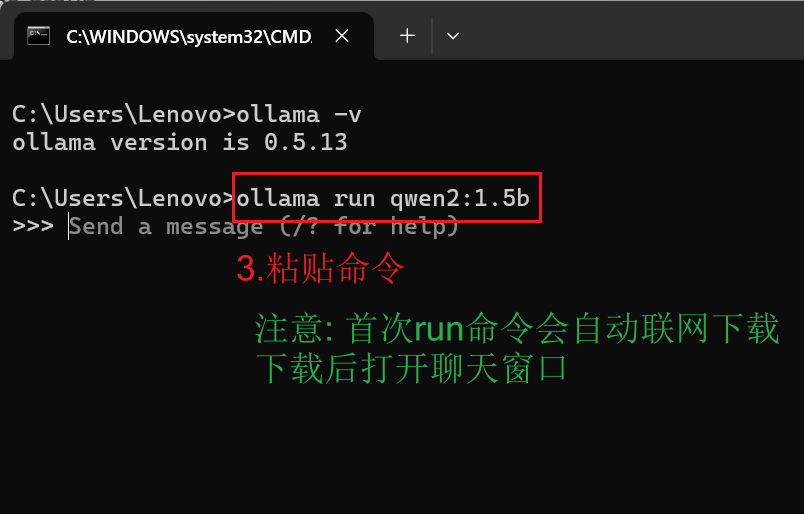 C:\WINDOWS\system32\CMD.
C:\Users\Lenovo>ollama -v
ollama version is 0.5.13
C:\Users\Lenovo>ollama run qwen2:1.5b
>>> Send a message (/? for help)
3.粘贴命令
注意: 首次run命令会自动联网下载
下载后打开聊天窗口